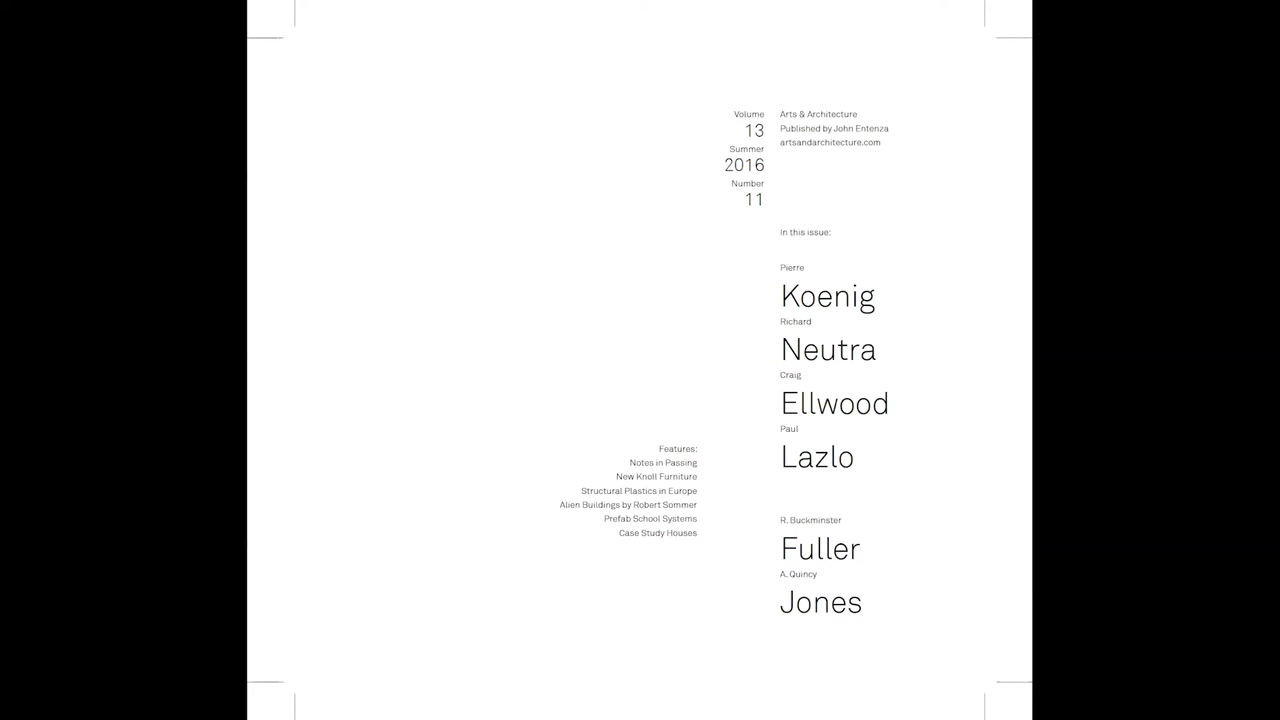 Volume
13
Summer
2016
Number
11
Arts & Architecture
Published by John Entenza
artsandarchitecture.com
In this issue:
Pierre
Koenig
Richard
Neutra
Craig
Ellwood
Paul
Lazlo
R. Buckminster
Fuller
A. Quincy
Jones
Features:
Notes in Passing
New Knoll Furniture
Structural Plastics in Europe
Alien Buildings by Robert Sommer
Prefab School Systems
Case Study Houses